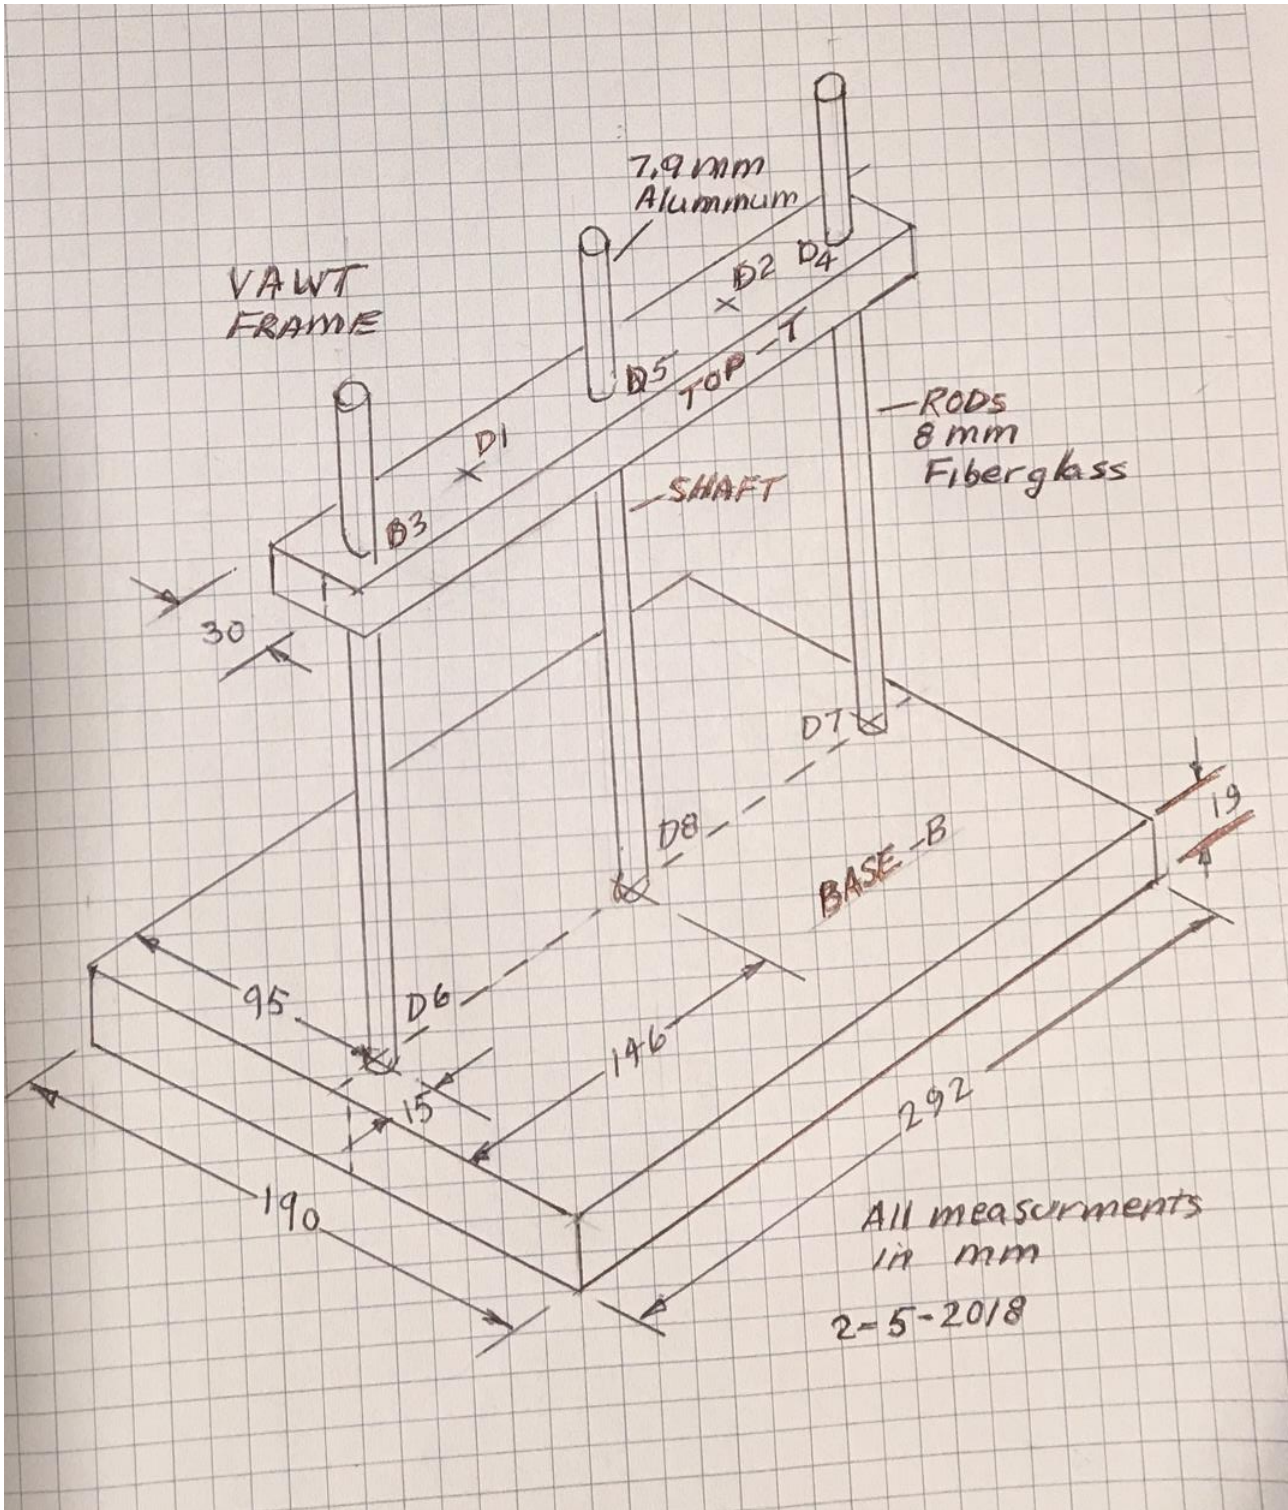 7.9 mm
Alummum
VAWT
FRAME
D2
D4
D5
TOP-T
D1
RODS
8 mm
Fiberglass
SHAFT
D3
30
D7
19
D8
BASE-B
95
D6
146
15
292
190
All measurments
in mm
2-5-2018